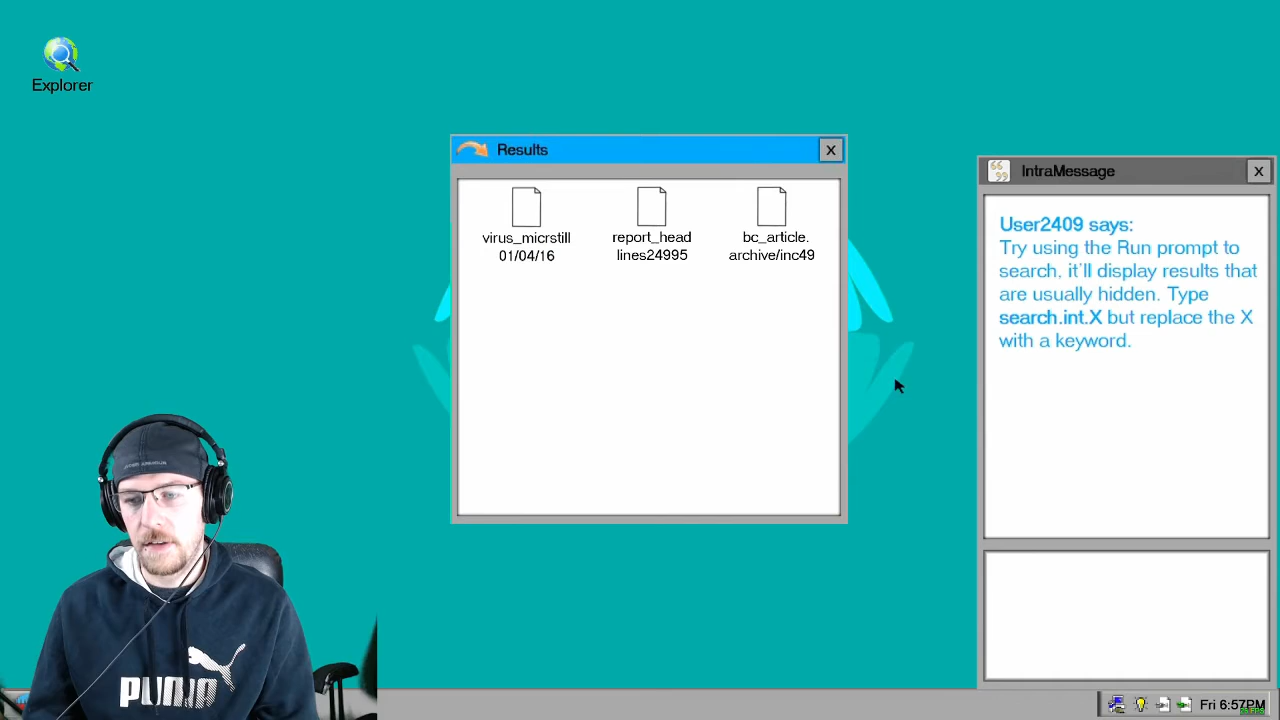 Explorer
Results
X
virus_micrstill
01/04/16
report_head
lines24995
bc_article.
archive/inc49
IntraMessage
X
User2409 says:
Try using the Run prompt to
search, it'll display results that
are usually hidden. Type
search.int.X but replace the X
with a keyword.
PUMA
Fri 6:57PM